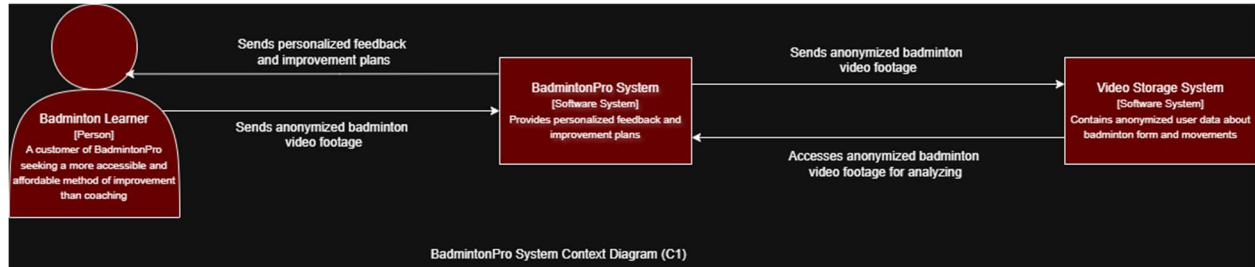 Sends personalized feedback
and improvement plans
Sends anonymized badminton
video footage
BadmintonPro System
[Software System]
Provides personalized feedback and
improvement plans
Video Storage System
[Software System]
Contains anonymized user data about
badminton form and movements
Badminton Learner
[Person]
A customer of BadmintonPro
seeking a more accessible and
affordable method of improvement
than coaching
Sends anonymized badminton
video footage
Accesses anonymized badminton
video footage for analyzing
BadmintonPro System Context Diagram (C1)